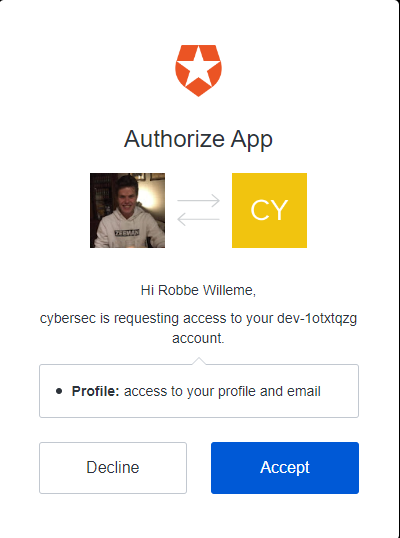 Authorize App
CY
Hi Robbe Willeme,
cybersec is requesting access to your dev-1otxtqzg
account.
Profile: access to your profile and email
Decline
Accept